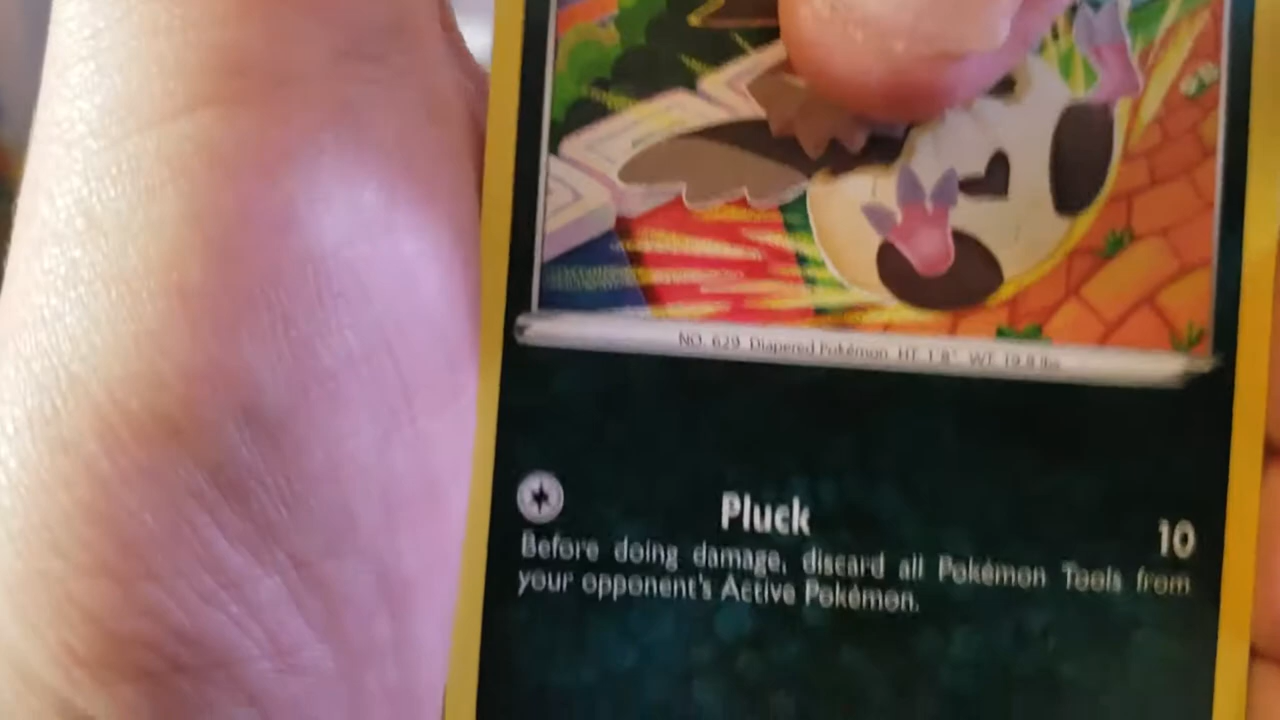 NO. 629 Diapered Pokémon HT 1'8" WT 19.8 lbs
Pluck 10
Before doing damage, discard all Pokémon Tools from
your opponent's Active Pokémon.